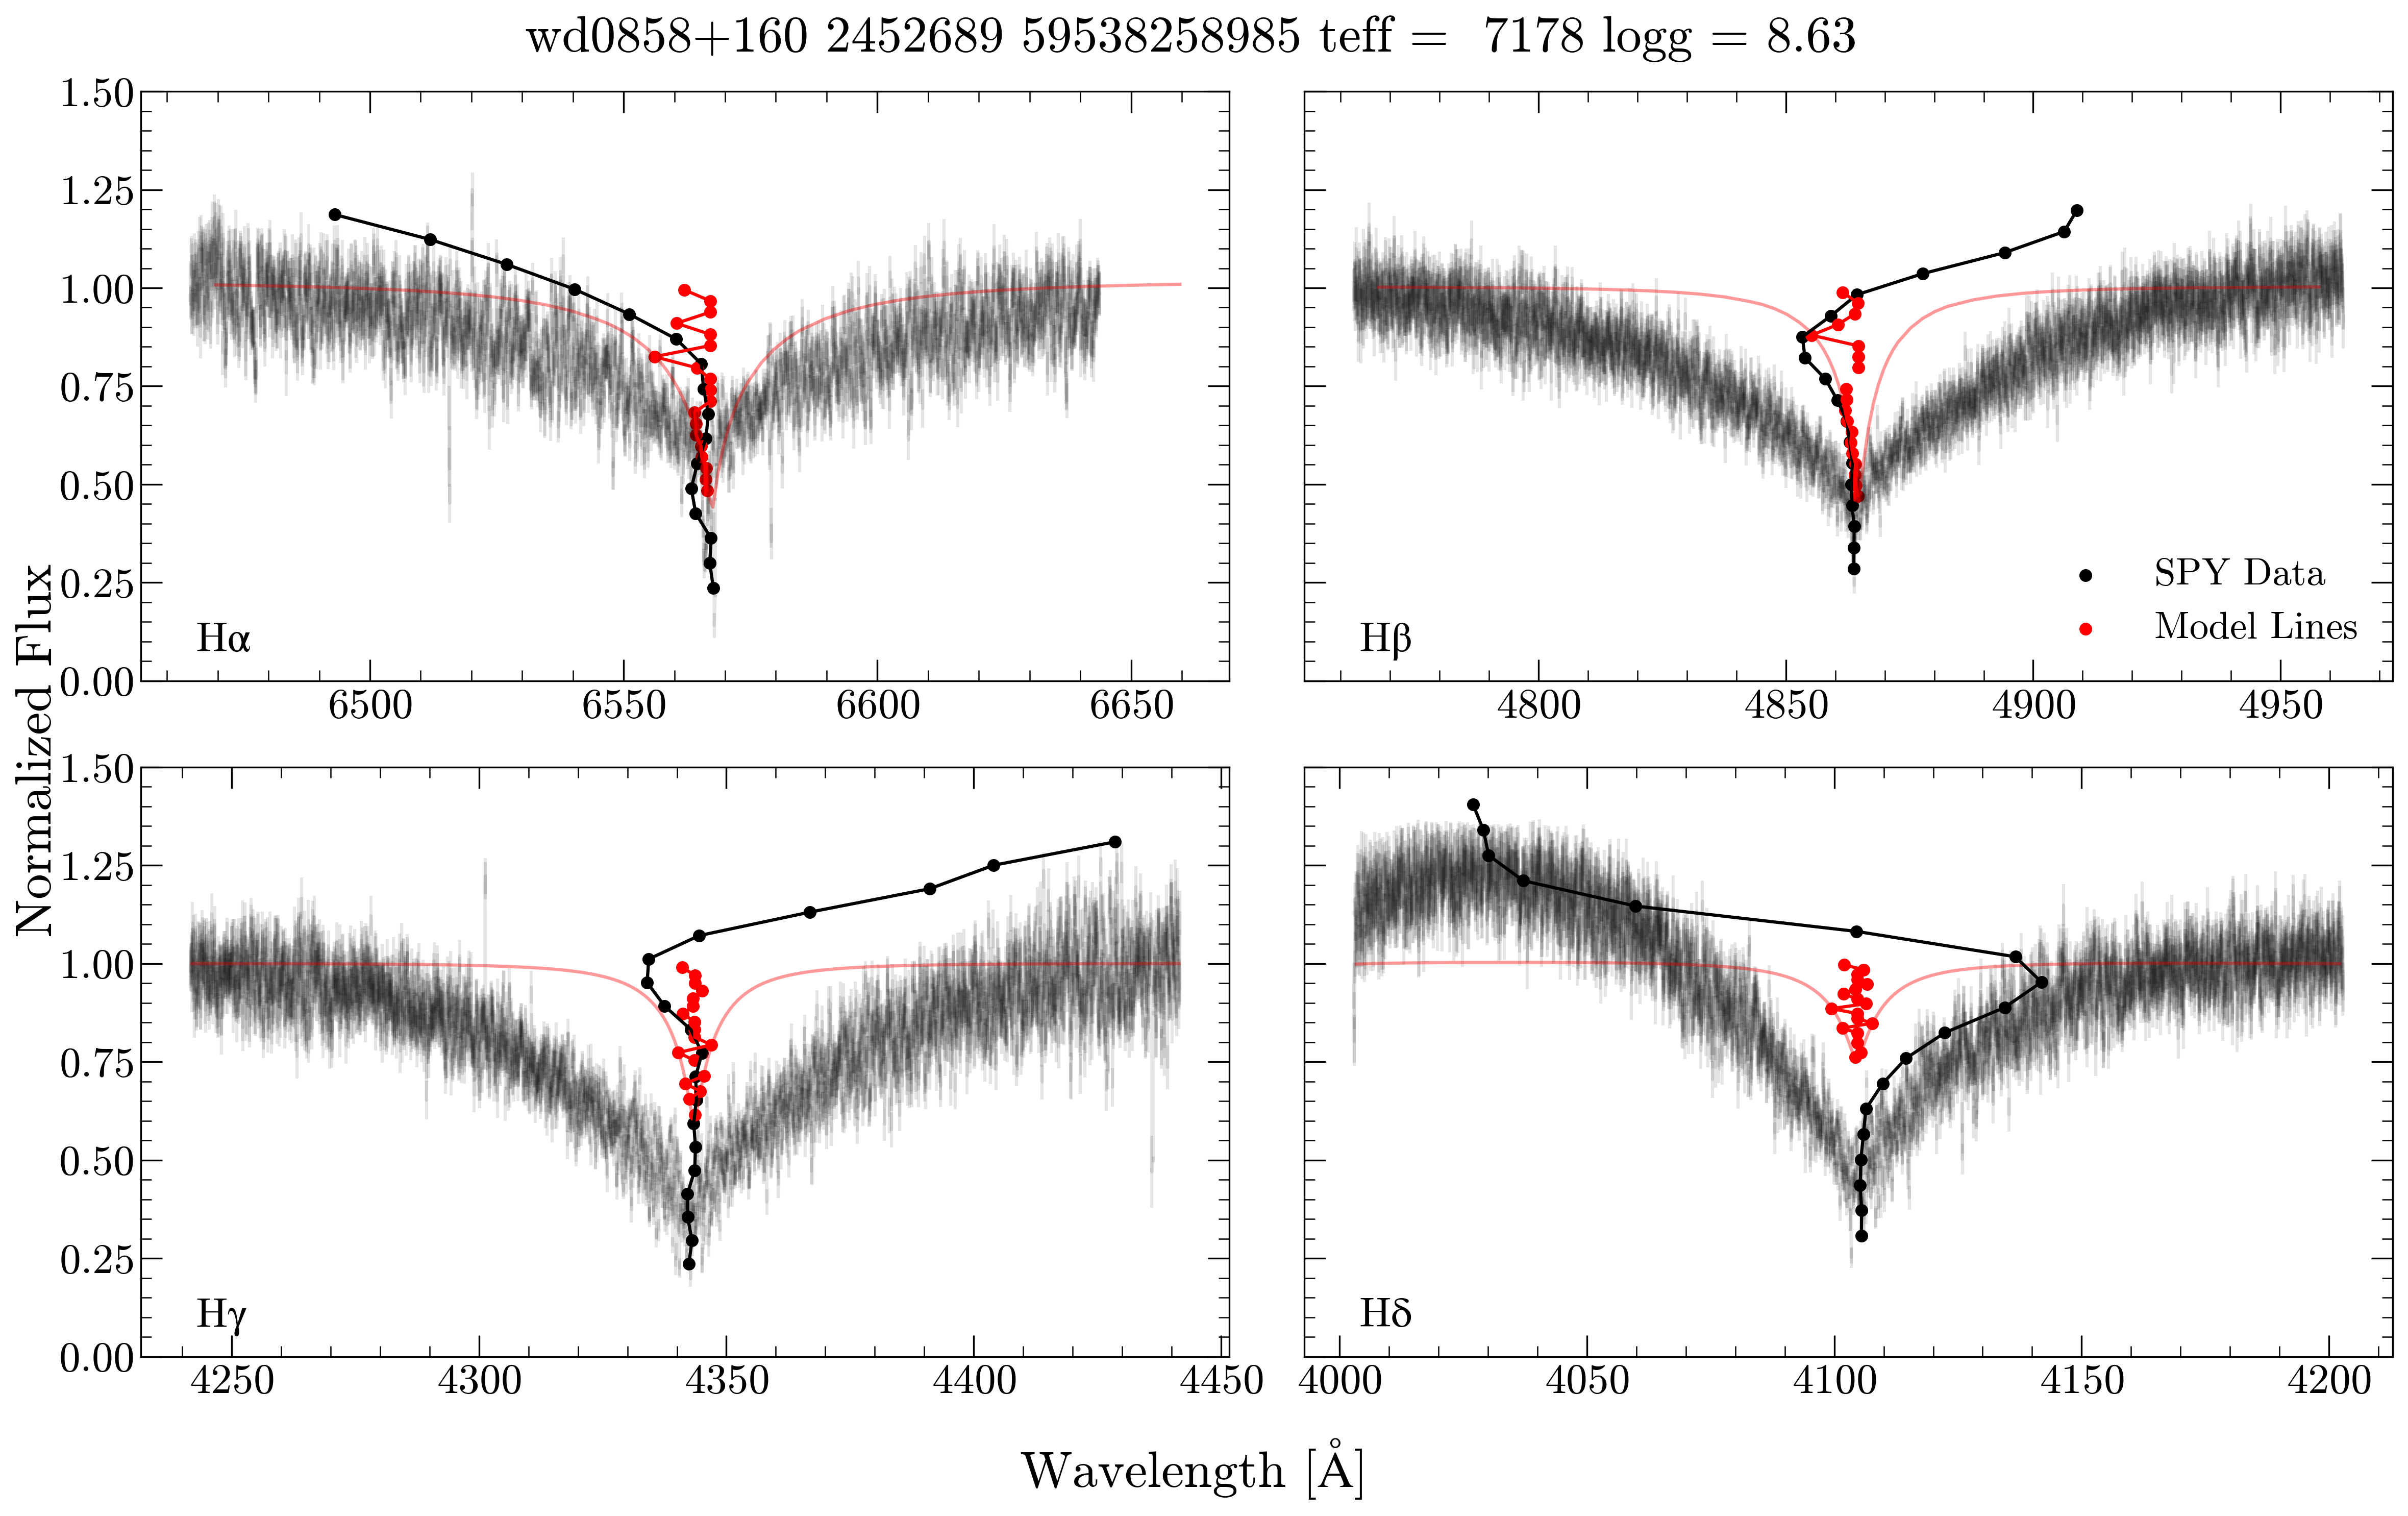 wd0858+160 2452689 59538258985 teff = 7178 logg = 8.63
Normalized Flux
1.50
1.25
1.00
0.75
0.50
0.25
0.00
Hα
6500 6550 6600 6650
Hβ
SPY Data
Model Lines
4800 4850 4900 4950
1.50
1.25
1.00
0.75
0.50
0.25
0.00
Hγ
4250 4300 4350 4400 4450
Hδ
4000 4050 4100 4150 4200
Wavelength [Å]